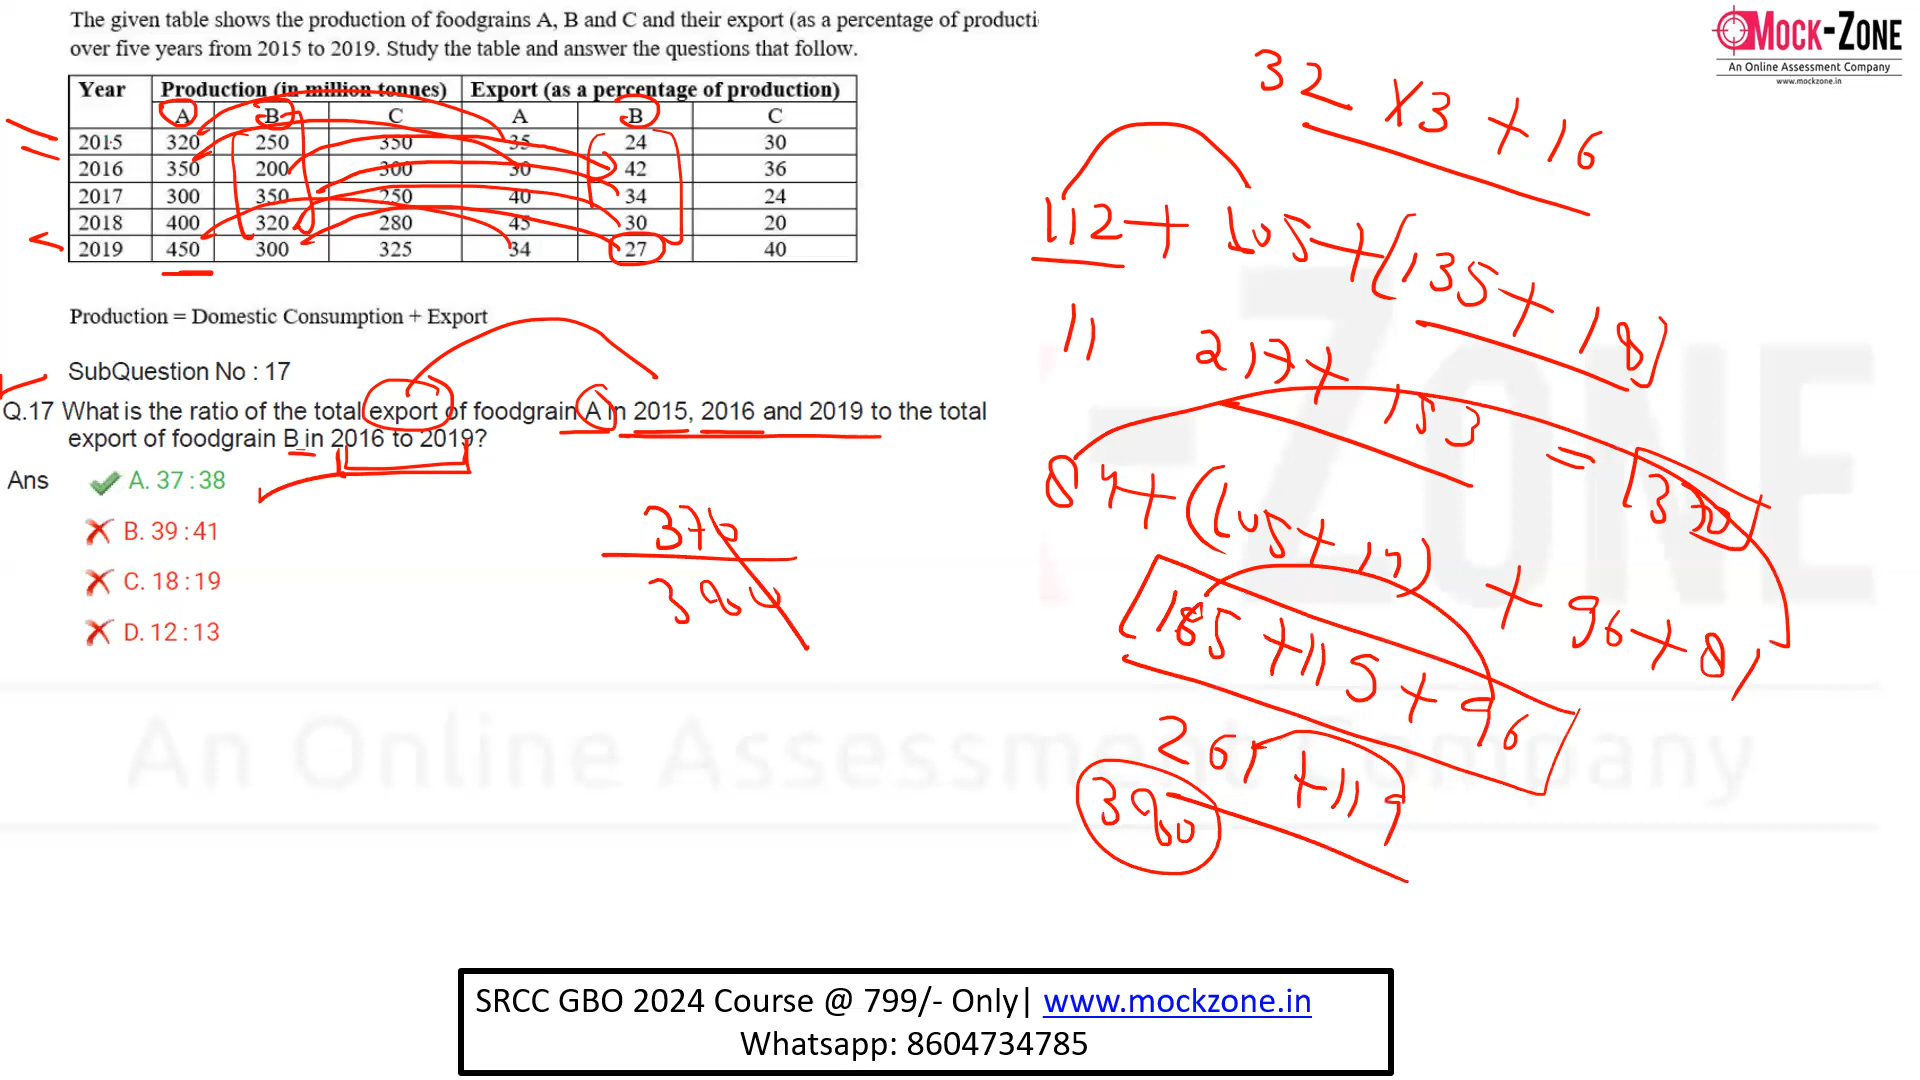 The given table shows the production of foodgrains A, B and C and their export (as a percentage of producti
over five years from 2015 to 2019. Study the table and answer the questions that follow.
Mock-Zone
An Online Assessment Company
www.mockzone.in
Year Production (in million tonnes) Export (as a percentage of production)
A B C A B C
2015 320 250 350 35 24 30
2016 350 200 300 30 42 36
2017 300 350 250 40 34 24
2018 400 320 280 45 30 20
2019 450 300 325 34 27 40
Production = Domestic Consumption + Export
SubQuestion No : 17
Q.17 What is the ratio of the total export of foodgrain A in 2015, 2016 and 2019 to the total
export of foodgrain B in 2016 to 2019?
Ans A. 37 : 38
B. 39 : 41
C. 18 : 19
D. 12 : 13
32 x3 + 16
112 + 105 + (135 + 18)
11
217 + 153 = 370
84 + (105 + 14) + 96 + 81
185 + 115 + 96
261 + 119
380
370
380
An Online Assessment Company
SRCC GBO 2024 Course @ 799/- Only| www.mockzone.in
Whatsapp: 8604734785